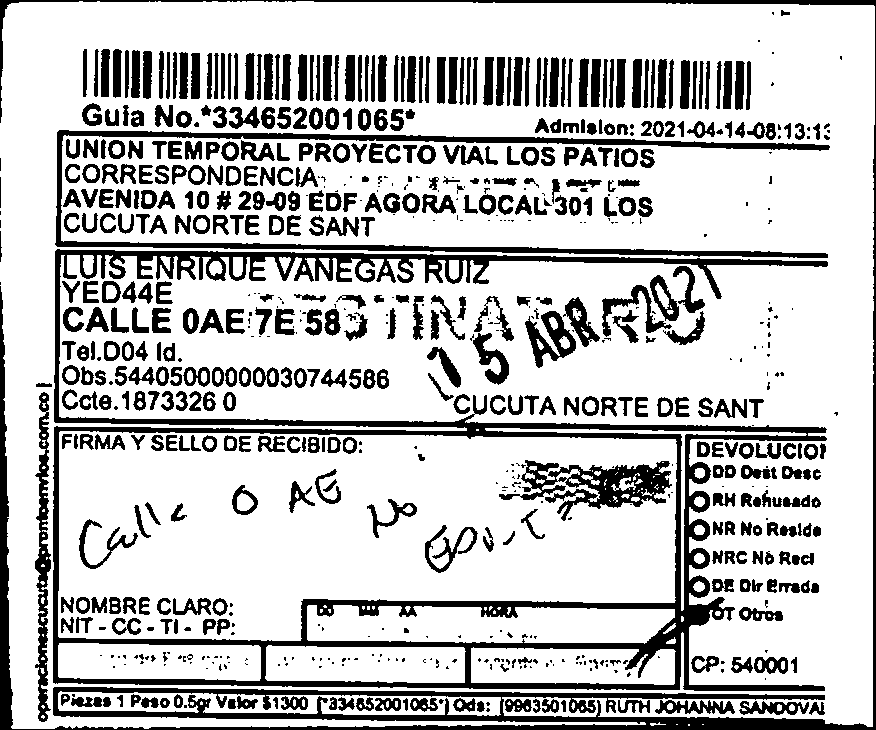 Guia No.*334652001065*
Admision: 2021-04-14-08:13:13
UNION TEMPORAL PROYECTO VIAL LOS PATIOS
CORRESPONDENCIA
AVENIDA 10 # 29-09 EDF AGORA LOCAL 301 LOS
CUCUTA NORTE DE SANT
LUIS ENRIQUE VANEGAS RUIZ
YED44E
CALLE 0AE 7E 58
DESTINATARIO
15 ABR 2021
Tel.D04 Id.
Obs.544050000000030744586
Ccte.1873326 0
CUCUTA NORTE DE SANT
operacionescucuta@prontoenvios.com.co
FIRMA Y SELLO DE RECIBIDO:
Calle 0 AE No
NOMBRE CLARO:
NIT - CC - TI - PP:
DD MM AA HORA
DEVOLUCION
DD Dest Desc
RH Rehusado
NR No Reside
NRC No Recl
DE Dir Errada
OT Otros
CP: 540001
Piezas 1 Peso 0.5gr Valor $1300 [*334652001065*] Ods: [9963501065) RUTH JOHANNA SANDOVAL